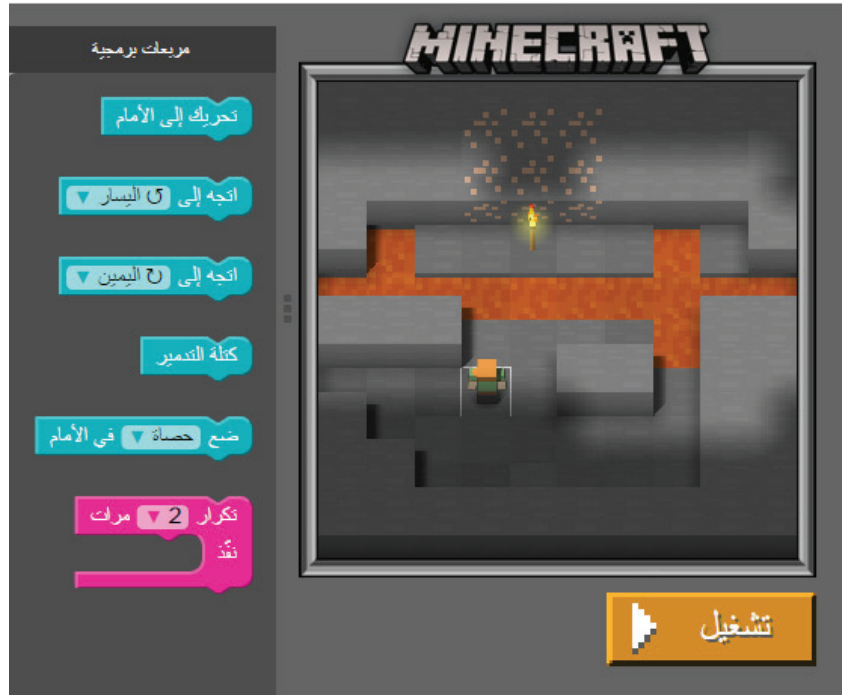 MINECRAFT
مربعات برمجية
تحريك إلى الأمام
اتجه إلى ↺ اليسار ▼
اتجه إلى ↻ اليمين ▼
كتلة التدمير
ضع حصاة ▼ في الأمام
تكرار 2 ▼ مرات
نفّذ
تشغيل